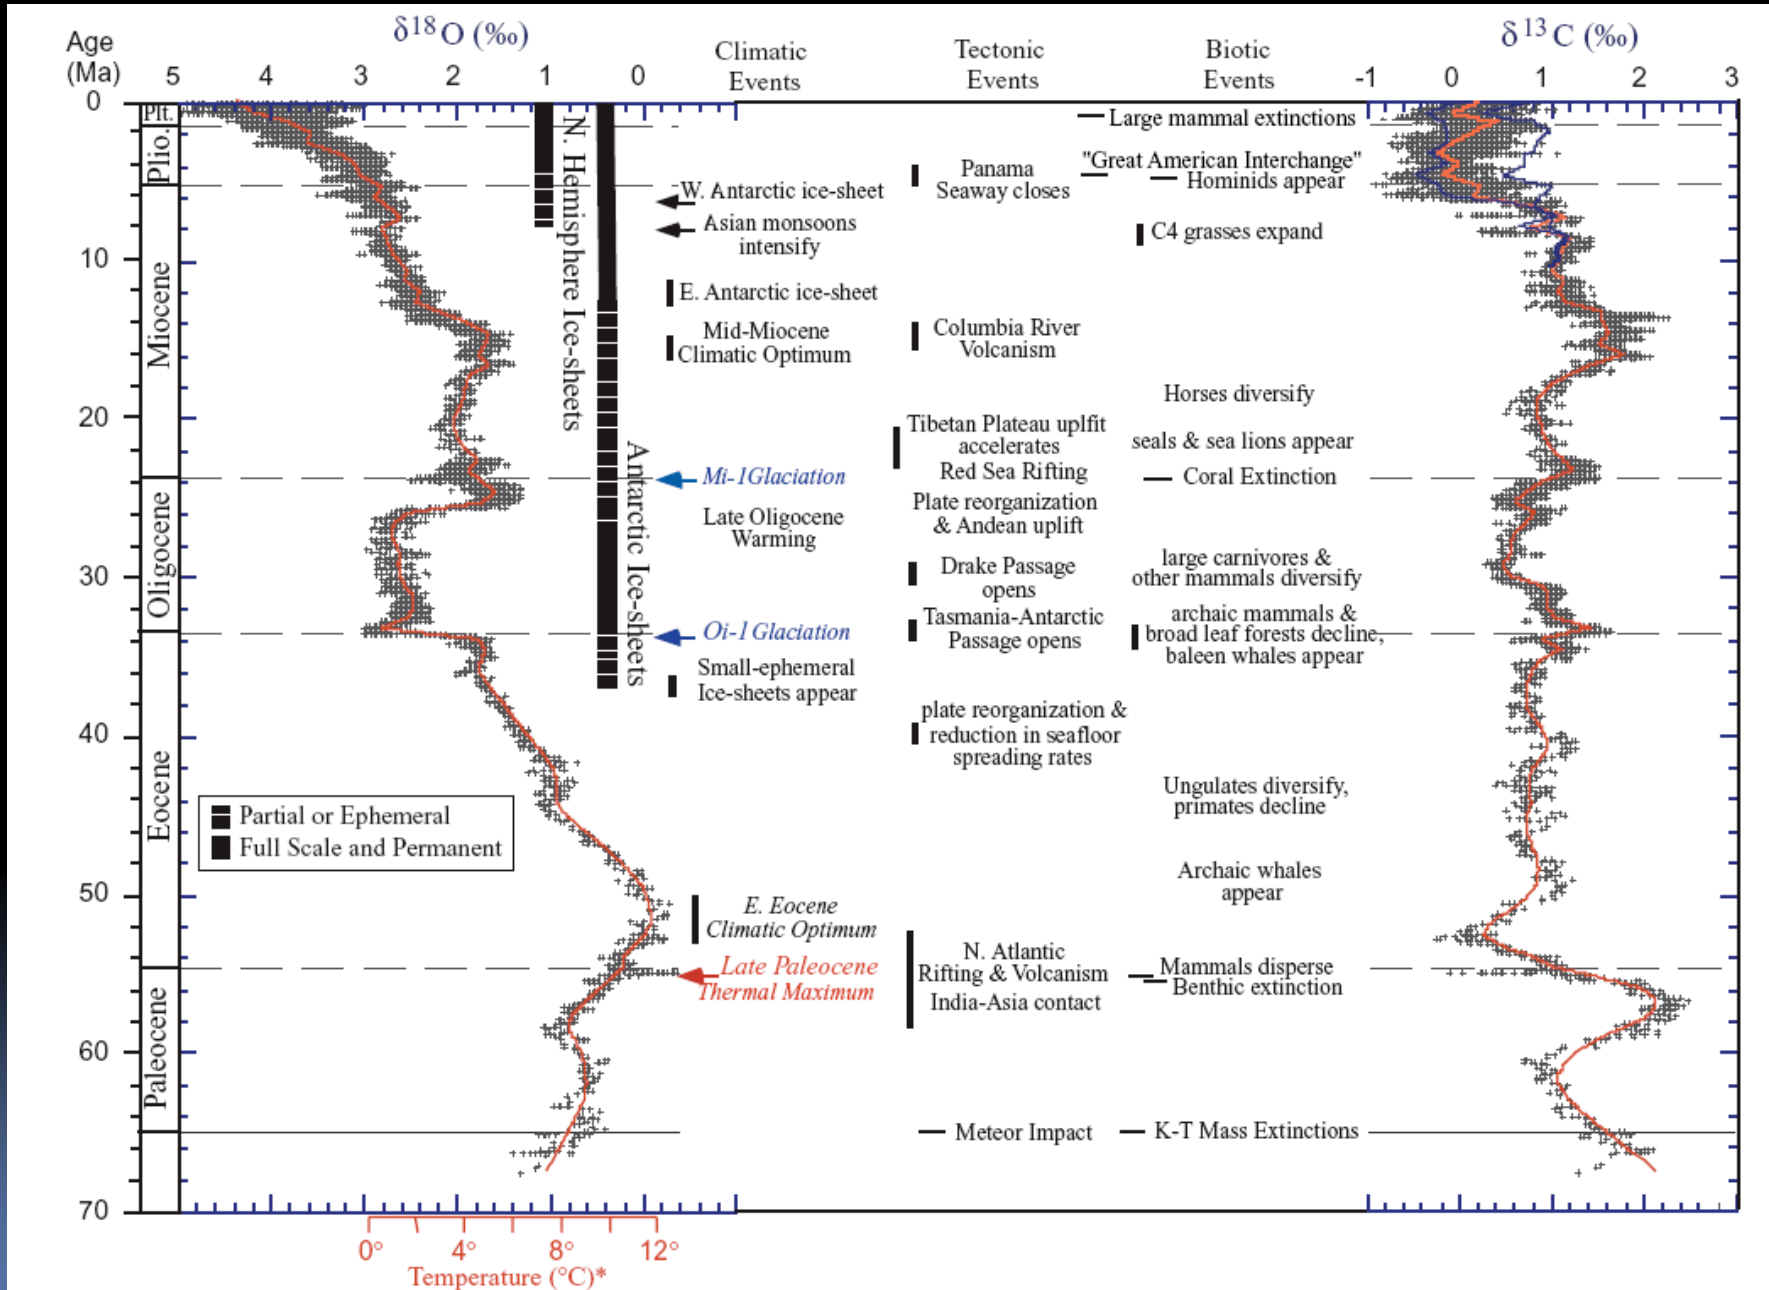 Age
(Ma)
δ18O (‰)
5 4 3 2 1 0
Climatic
Events
Tectonic
Events
Biotic
Events
δ13C (‰)
-1 0 1 2 3
0
10
20
30
40
50
60
70
Plt.
Plio.
Miocene
Oligocene
Eocene
Paleocene
N. Hemisphere Ice-sheets
Antarctic Ice-sheets
Partial or Ephemeral
Full Scale and Permanent
W. Antarctic ice-sheet
Asian monsoons
intensify
E. Antarctic ice-sheet
Mid-Miocene
Climatic Optimum
Mi-1Glaciation
Late Oligocene
Warming
Oi-1 Glaciation
Small-ephemeral
Ice-sheets appear
E. Eocene
Climatic Optimum
Late Paleocene
Thermal Maximum
Panama
Seaway closes
Columbia River
Volcanism
Tibetan Plateau uplfit
accelerates
Red Sea Rifting
Plate reorganization
& Andean uplift
Drake Passage
opens
Tasmania-Antarctic
Passage opens
plate reorganization &
reduction in seafloor
spreading rates
N. Atlantic
Rifting & Volcanism
India-Asia contact
Meteor Impact
Large mammal extinctions
"Great American Interchange"
Hominids appear
C4 grasses expand
Horses diversify
seals & sea lions appear
Coral Extinction
large carnivores &
other mammals diversify
archaic mammals &
broad leaf forests decline,
baleen whales appear
Ungulates diversify,
primates decline
Archaic whales
appear
Mammals disperse
Benthic extinction
K-T Mass Extinctions
0° 4° 8° 12°
Temperature (°C)*